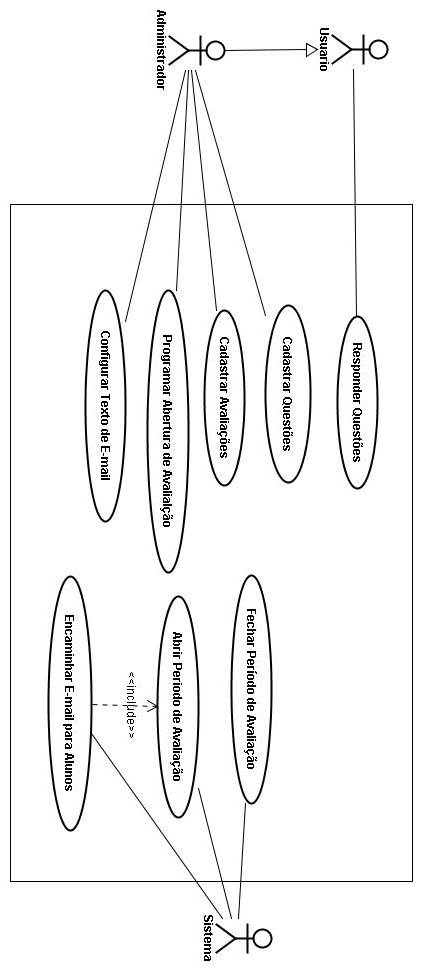 Usuario
Administrador
Responder Questões
Cadastrar Questões
Cadastrar Avaliações
Programar Abertura de Avalialção
Configurar Texto de E-mail
Fechar Período de Avaliação
Abrir Período de Avaliação
<<include>>
Encaminhar E-mail para Alunos
Sistema